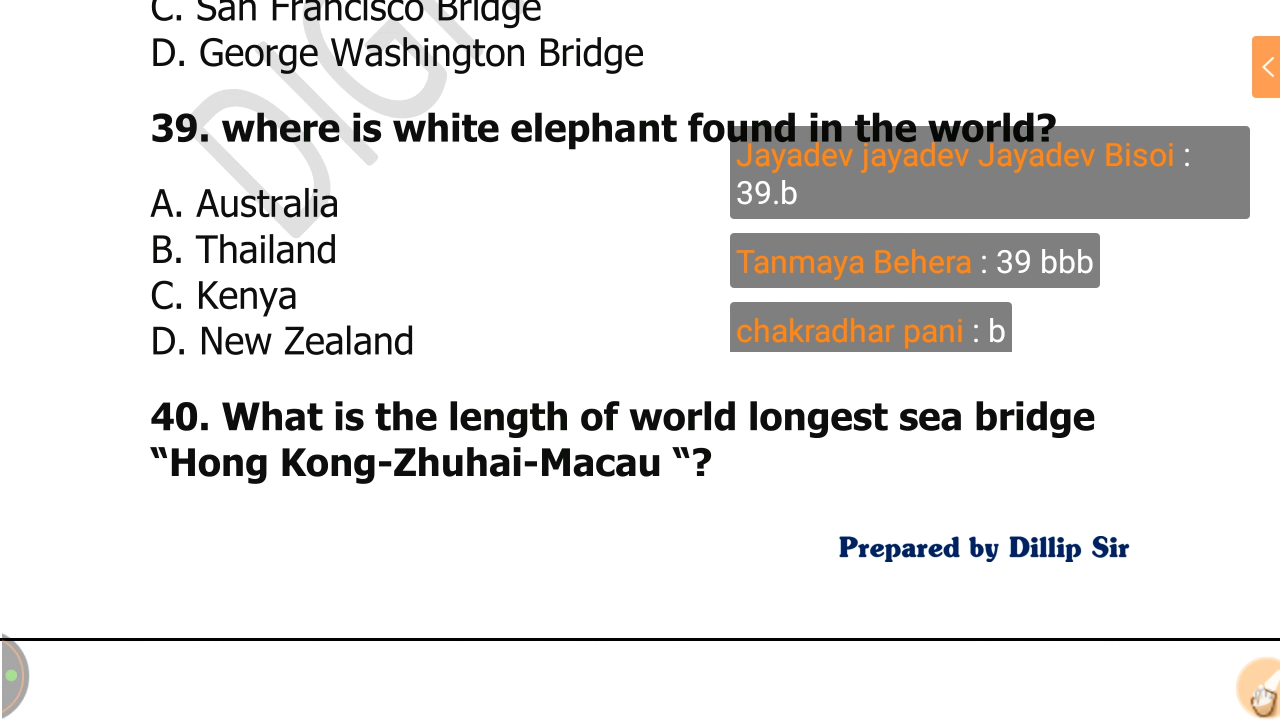 C. San Francisco Bridge
D. George Washington Bridge
39. where is white elephant found in the world?
Jayadev jayadev Jayadev Bisoi :
39.b
A. Australia
B. Thailand
Tanmaya Behera : 39 bbb
C. Kenya
chakradhar pani : b
D. New Zealand
40. What is the length of world longest sea bridge
“Hong Kong-Zhuhai-Macau “?
Prepared by Dillip Sir